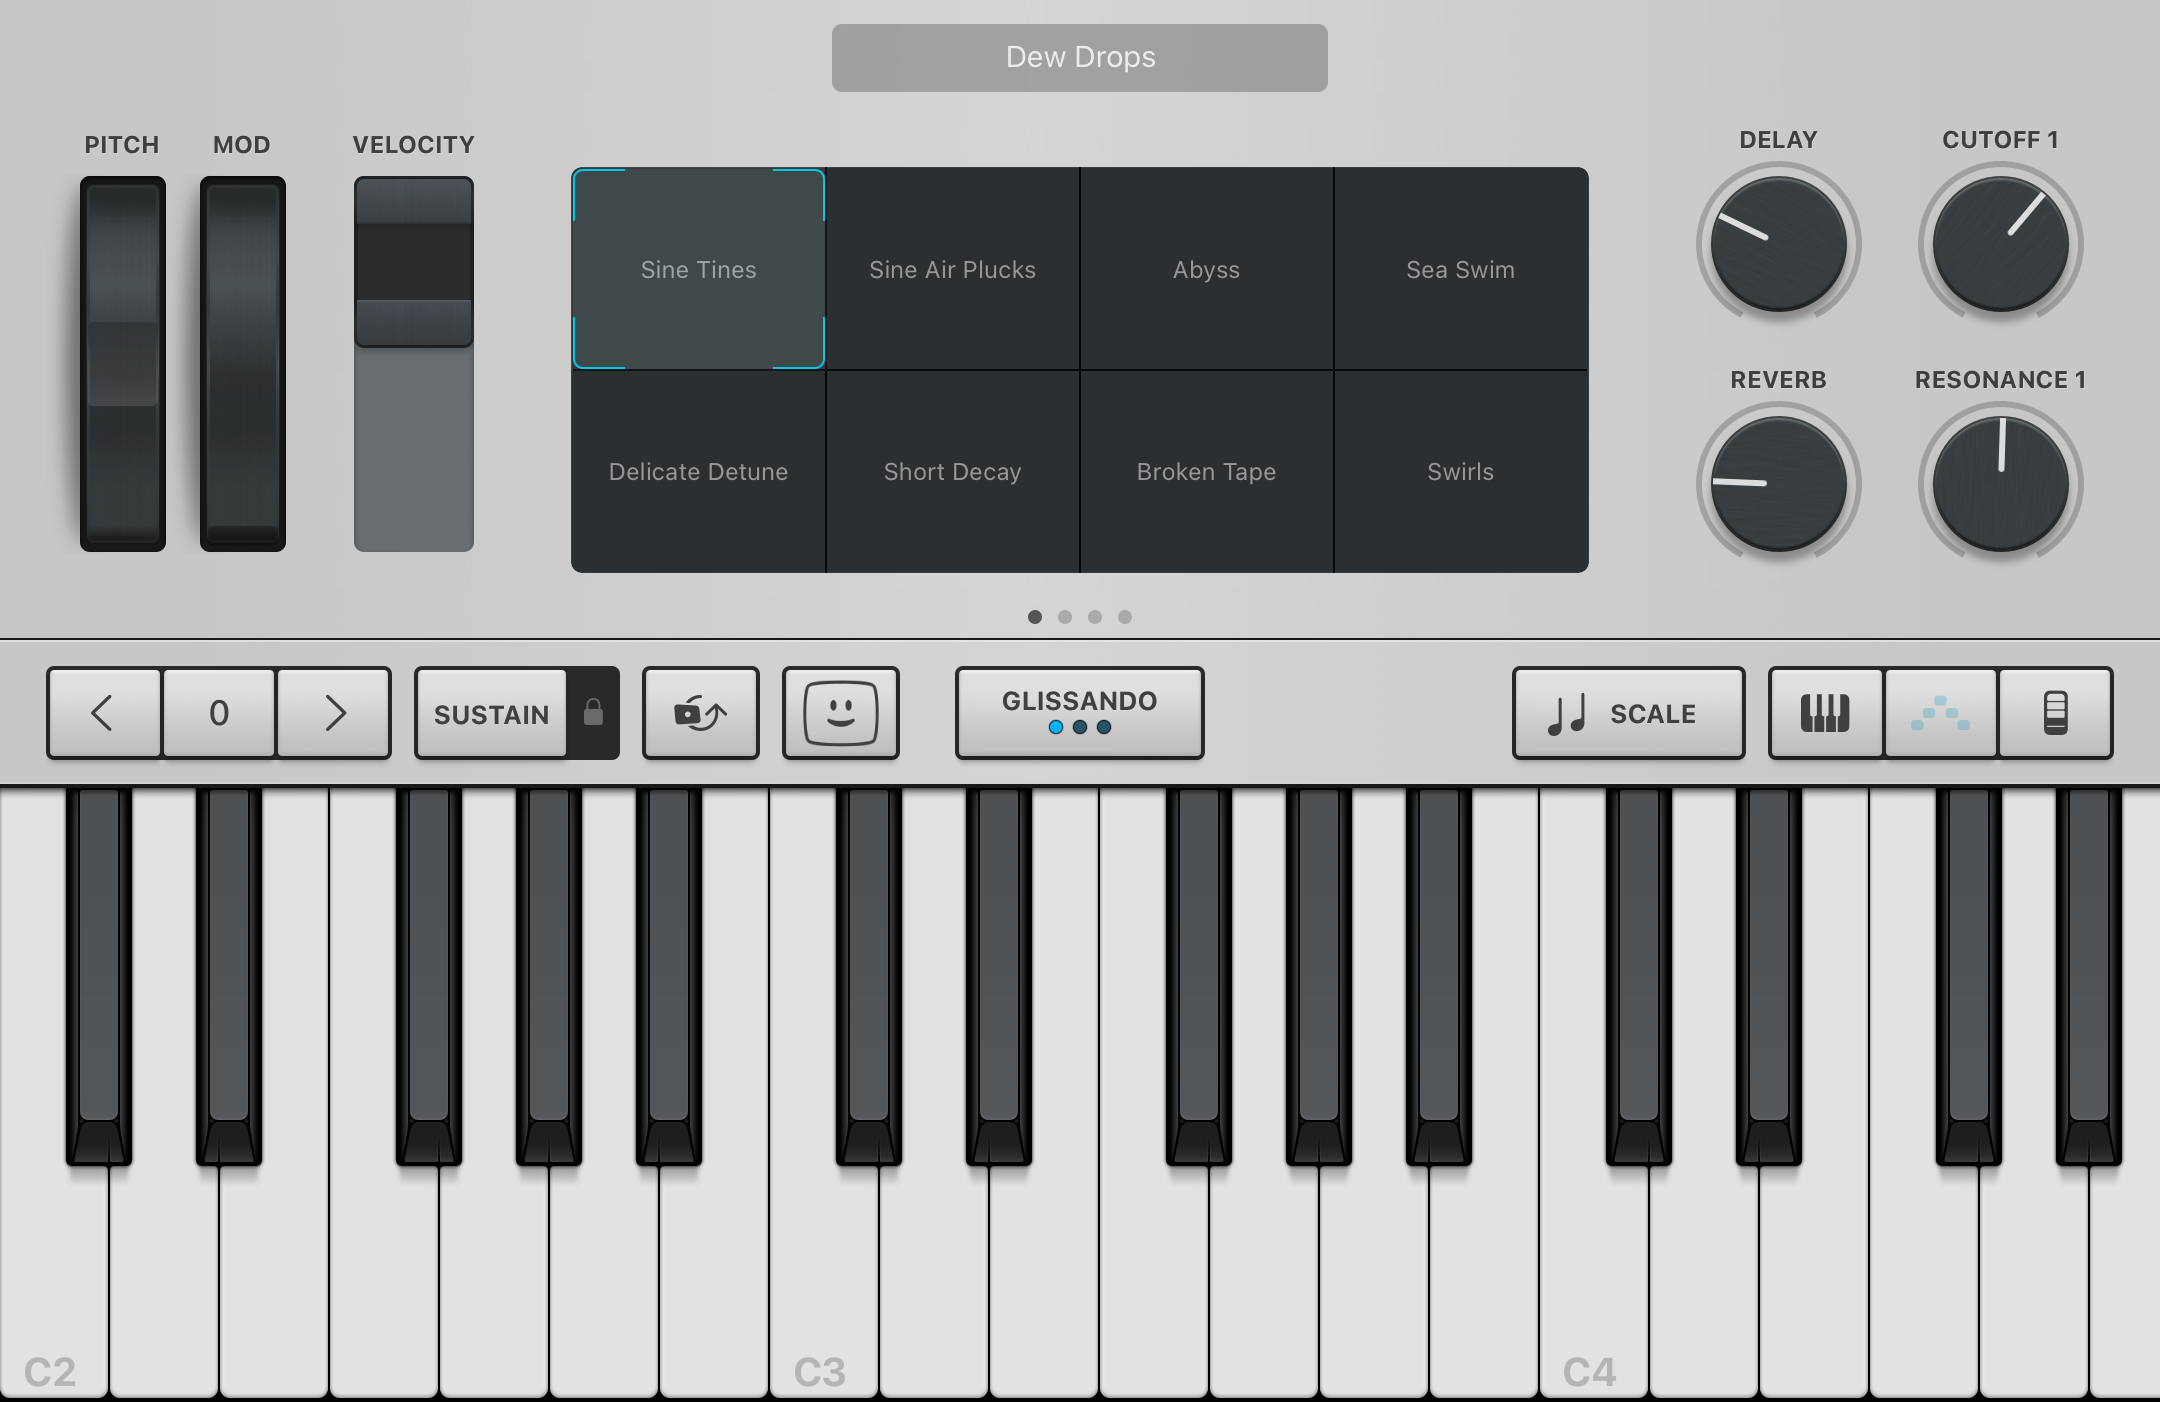 Dew Drops
PITCH MOD VELOCITY
DELAY CUTOFF 1
Sine Tines Sine Air Plucks Abyss Sea Swim
REVERB RESONANCE 1
Delicate Detune Short Decay Broken Tape Swirls
0 SUSTAIN GLISSANDO SCALE
C2 C3 C4